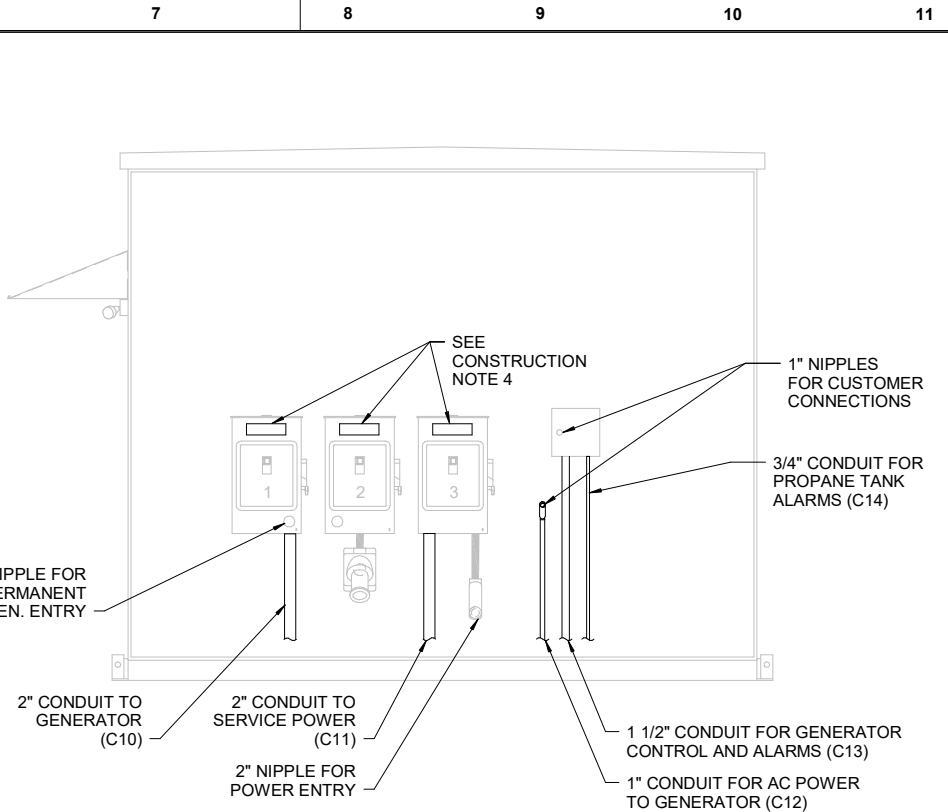 7 8 9 10 11
SEE
CONSTRUCTION
NOTE 4
1" NIPPLES
FOR CUSTOMER
CONNECTIONS
3/4" CONDUIT FOR
PROPANE TANK
ALARMS (C14)
1 2 3
IPPLE FOR
ERMANENT
EN. ENTRY
2" CONDUIT TO
GENERATOR
(C10)
2" CONDUIT TO
SERVICE POWER
(C11)
2" NIPPLE FOR
POWER ENTRY
1 1/2" CONDUIT FOR GENERATOR
CONTROL AND ALARMS (C13)
1" CONDUIT FOR AC POWER
TO GENERATOR (C12)